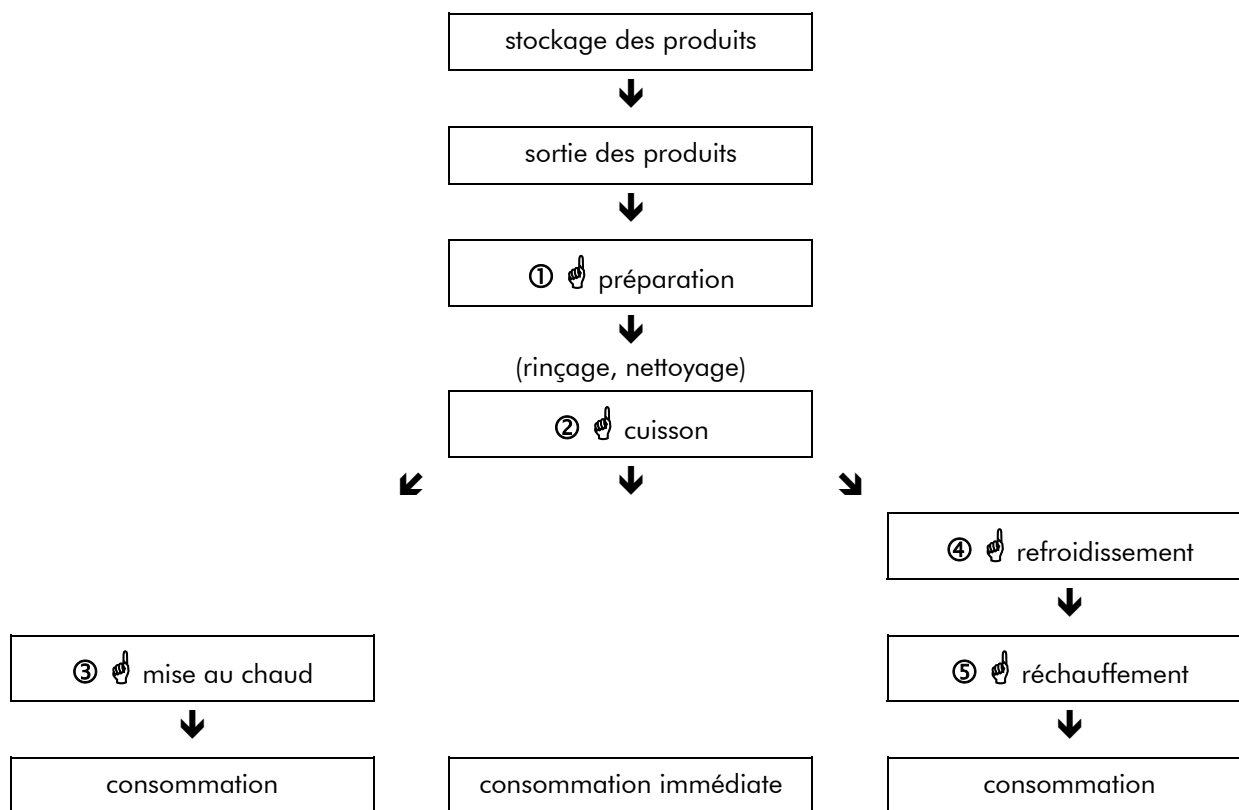 stockage des produits
sortie des produits
① ☝ préparation
(rinçage, nettoyage)
② ☝ cuisson
④ ☝ refroidissement
③ ☝ mise au chaud
⑤ ☝ réchauffement
consommation
consommation immédiate
consommation